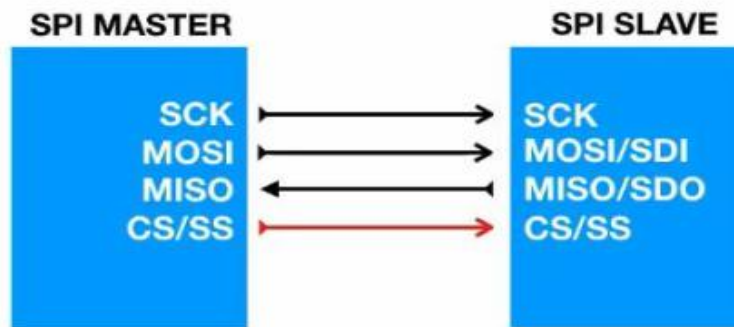 SPI MASTER
SPI SLAVE
SCK
MOSI
MISO
CS/SS
SCK
MOSI/SDI
MISO/SDO
CS/SS